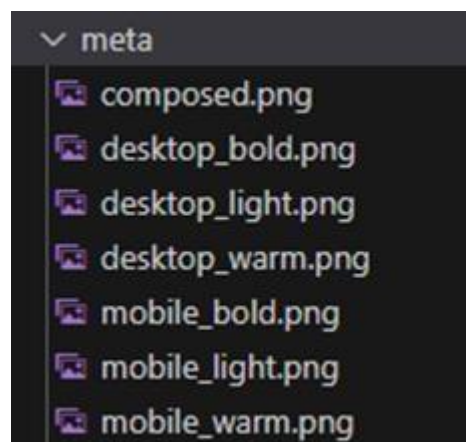 meta
composed.png
desktop_bold.png
desktop_light.png
desktop_warm.png
mobile_bold.png
mobile_light.png
mobile_warm.png